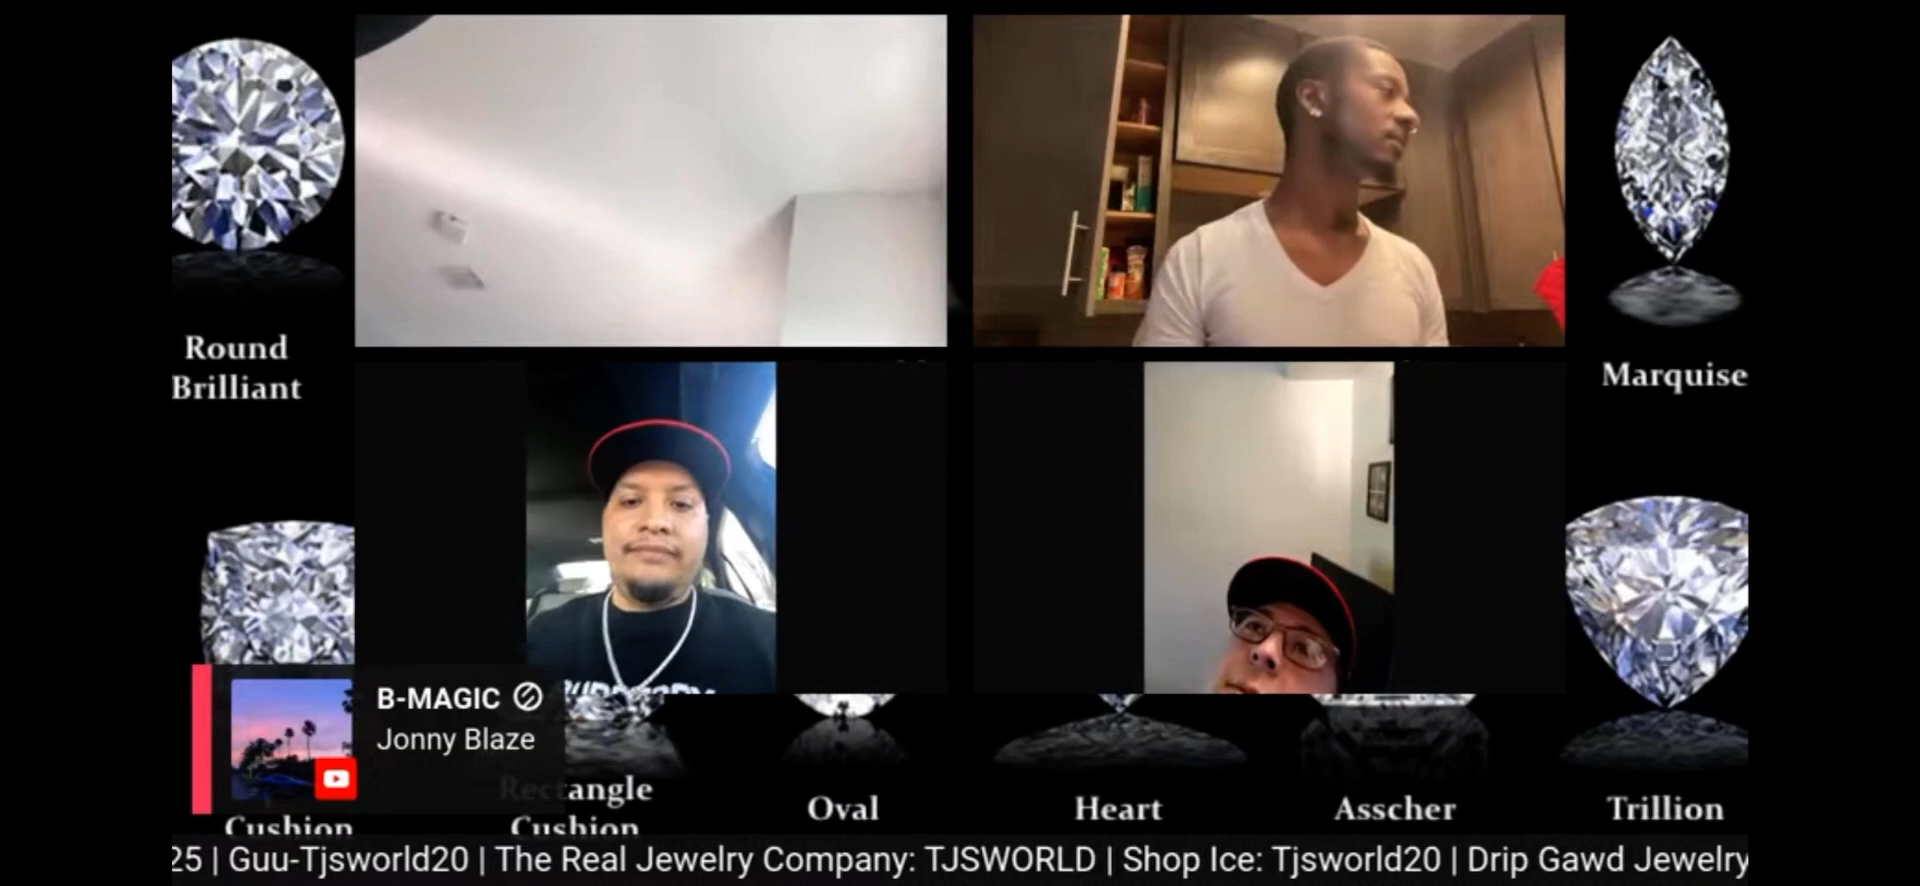 Round
Brilliant
Marquise
B-MAGIC
Jonny Blaze
Rectangle
Cushion
Cushion
Oval
Heart
Asscher
Trillion
25 | Guu-Tjsworld20 | The Real Jewelry Company: TJSWORLD | Shop Ice: Tjsworld20 | Drip Gawd Jewelry